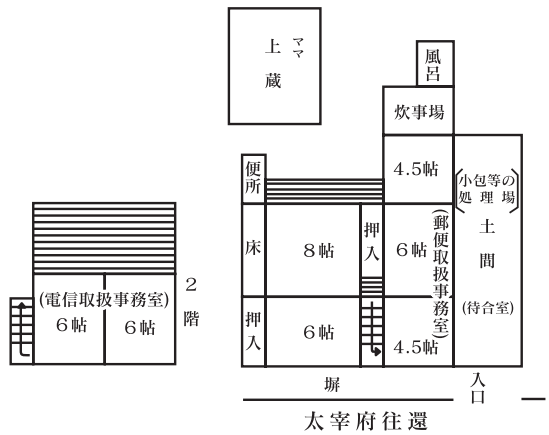 上ママ
蔵
風呂
炊事場
4.5帖
(小包等の
処理場)
土間
(待合室)
便所
床
8帖
押入
6帖
(郵便取扱事務室)
押入
6帖
4.5帖
(電信取扱事務室)
6帖
6帖
2階
塀
入口
太宰府往還